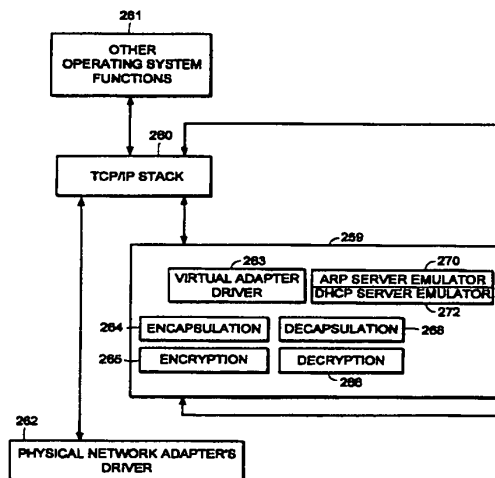 261
OTHER
OPERATING SYSTEM
FUNCTIONS
260
TCP/IP STACK
259
263
VIRTUAL ADAPTER
DRIVER
270
ARP SERVER EMULATOR
DHCP SERVER EMULATOR
272
264
ENCAPSULATION
DECAPSULATION
268
265
ENCRYPTION
DECRYPTION
266
262
PHYSICAL NETWORK ADAPTER'S
DRIVER